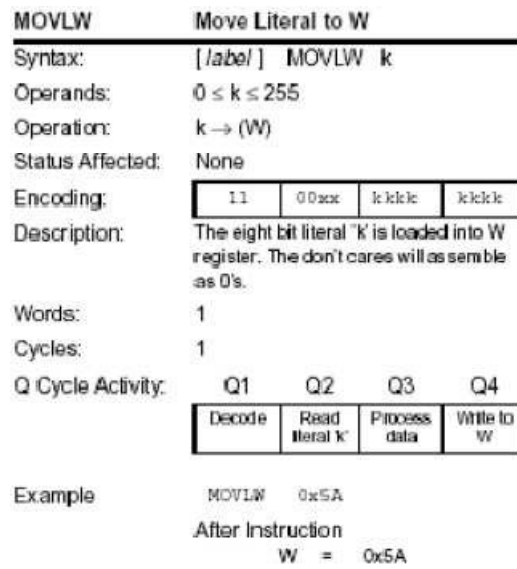 MOVLW Move Literal to W
Syntax: [label] MOVLW k
Operands: 0 ≤ k ≤ 255
Operation: k → (W)
Status Affected: None
Encoding: 11 00xx kkkk kkkk
Description: The eight bit literal 'k' is loaded into W
register. The don't cares will assemble
as 0's.
Words: 1
Cycles: 1
Q Cycle Activity: Q1 Q2 Q3 Q4
Decode Read literal 'k' Process data Write to W
Example MOVLW 0x5A
After Instruction
W = 0x5A